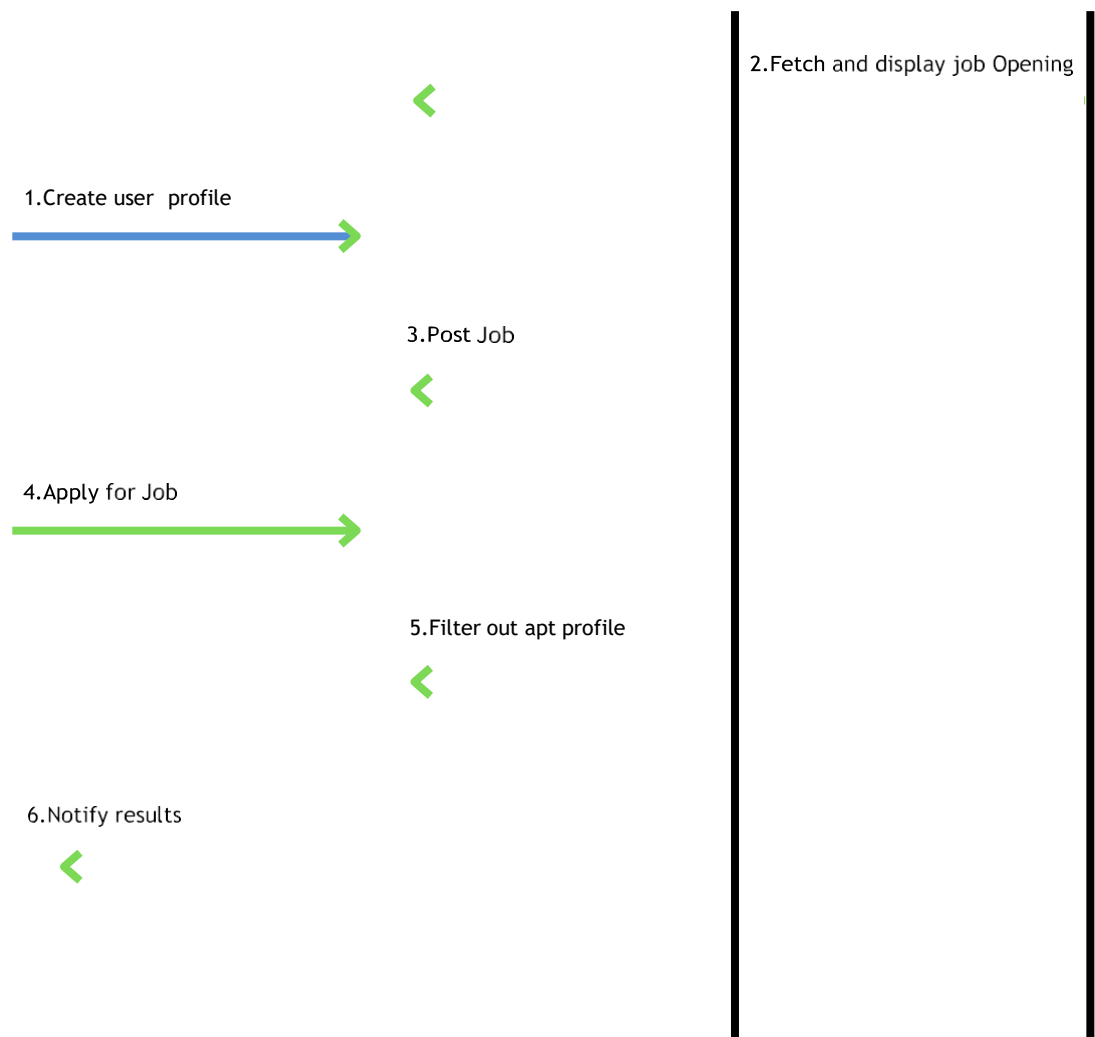 2.Fetch and display job Opening
1.Create user profile
3.Post Job
4.Apply for Job
5.Filter out apt profile
6.Notify results